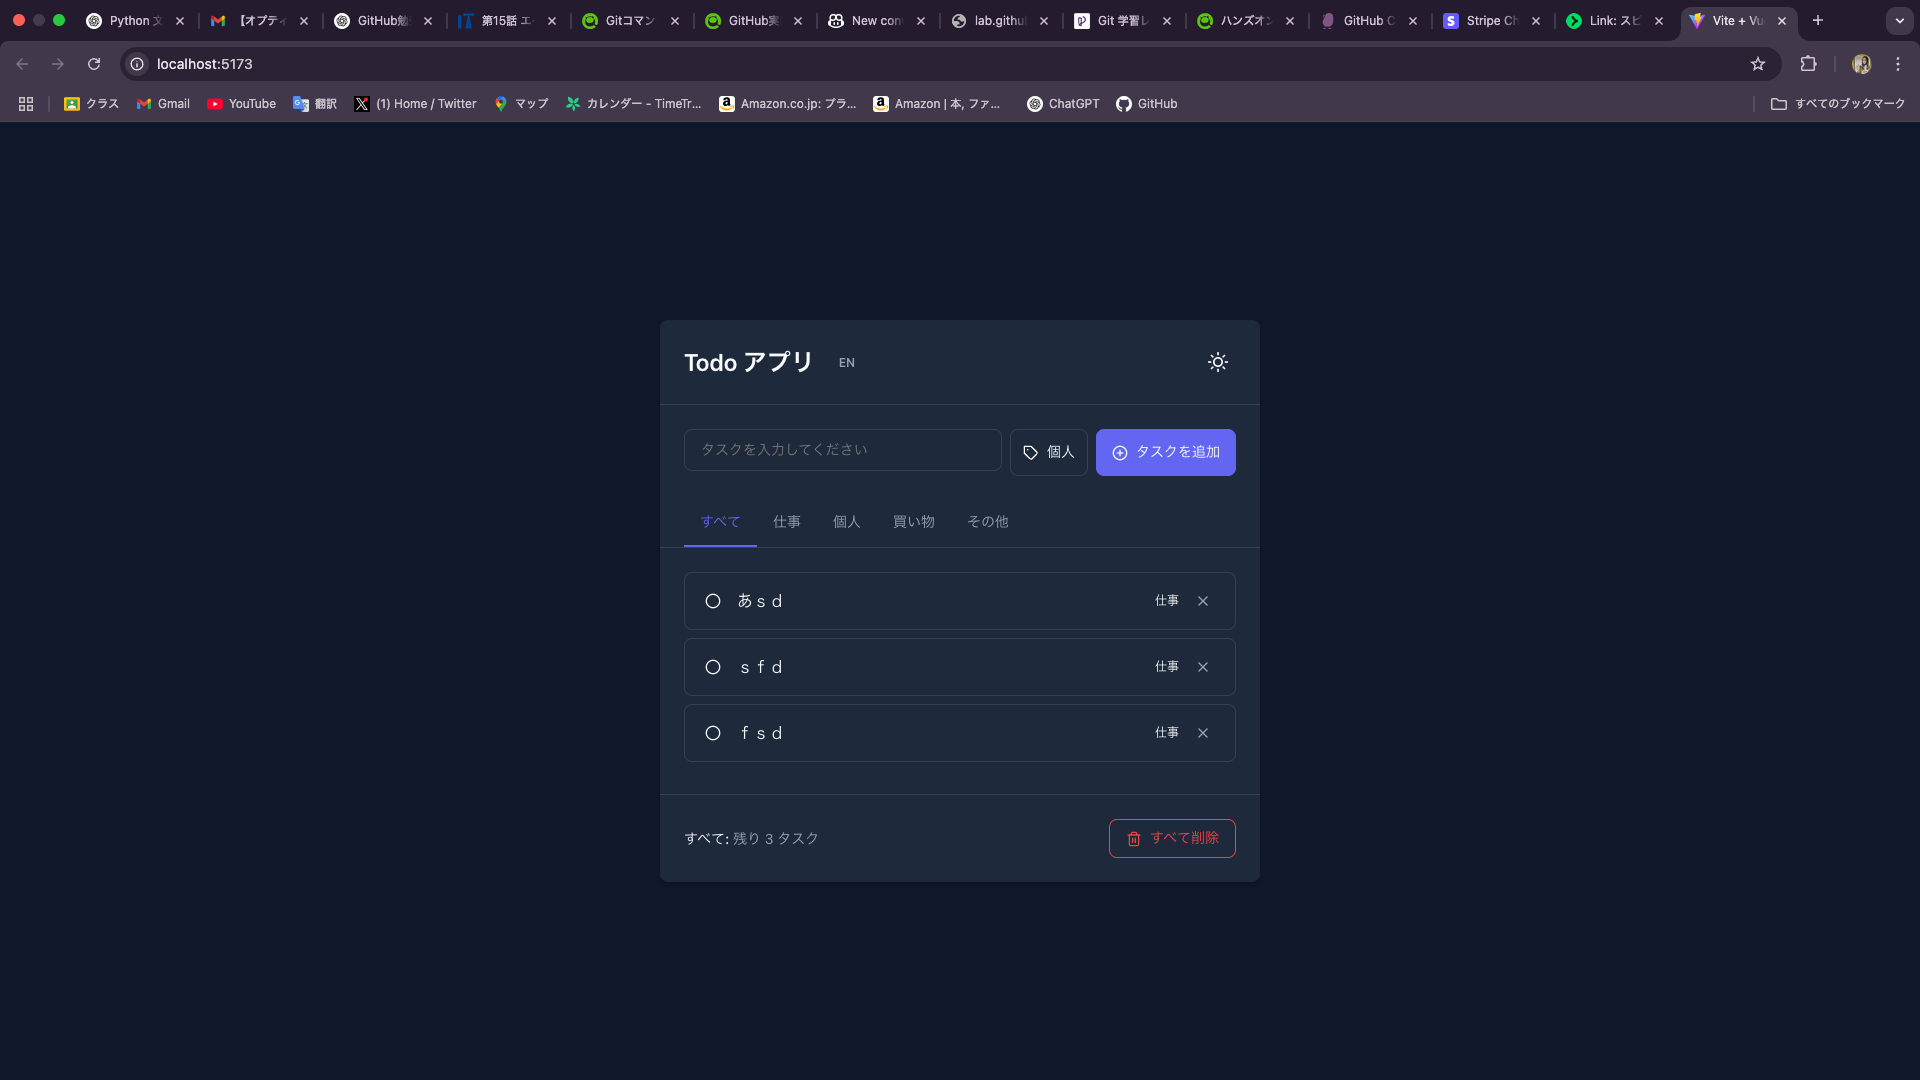 Python 文
【オプティ
GitHub勉
第15話 エ
Gitコマン
GitHub実
New con
lab.githu
Git 学習レ
ハンズオン
GitHub C
Stripe Ch
Link: スピ
Vite + Vu
localhost:5173
クラス
Gmail
YouTube
翻訳
(1) Home / Twitter
マップ
カレンダー - TimeTr...
Amazon.co.jp: プラ...
Amazon | 本, ファ...
ChatGPT
GitHub
すべてのブックマーク
Todo アプリ EN
タスクを入力してください 個人 タスクを追加
すべて 仕事 個人 買い物 その他
あｓｄ 仕事
ｓｆｄ 仕事
ｆｓｄ 仕事
すべて: 残り 3 タスク すべて削除